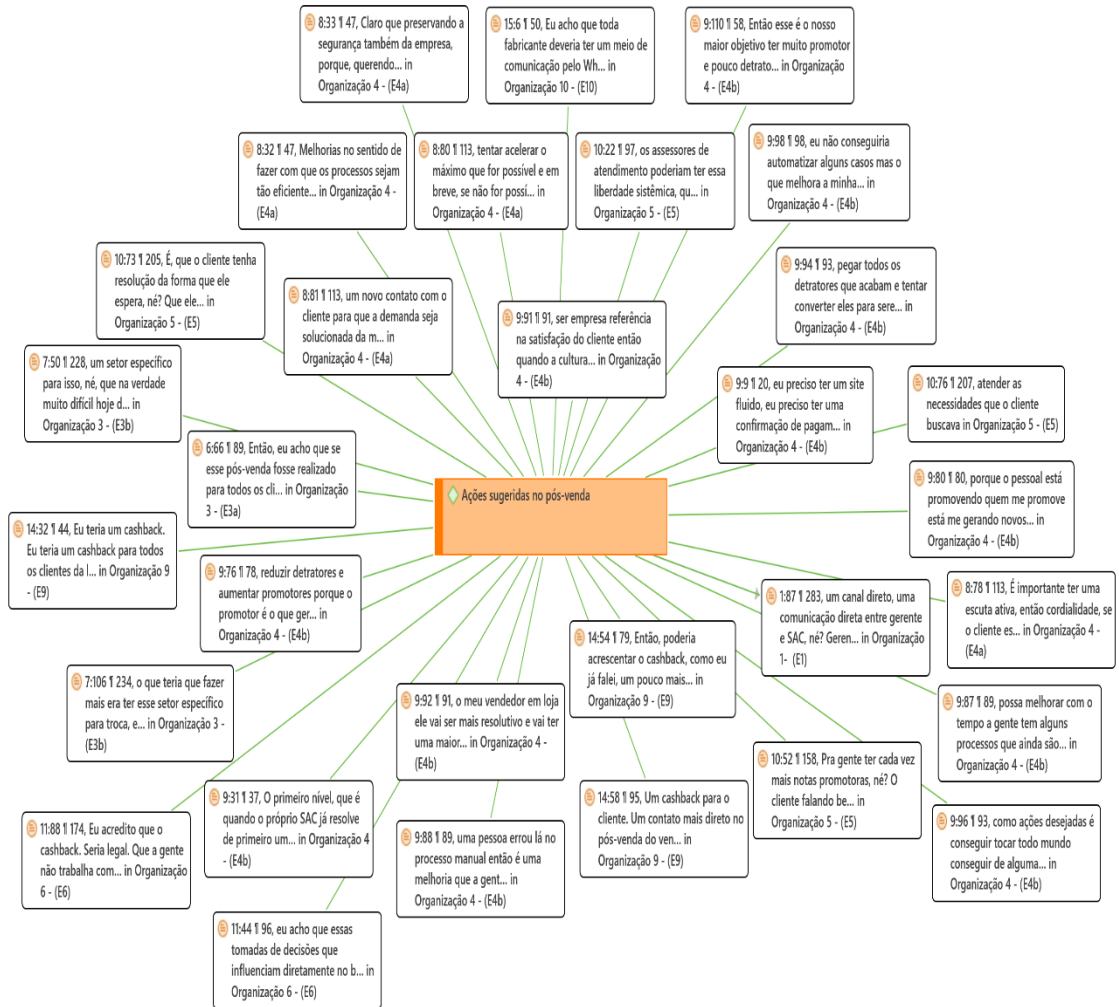 8:33 ¶ 47, Claro que preservando a
segurança também da empresa,
porque, querendo... in
Organização 4 - (E4a)
15:6 ¶ 50, Eu acho que toda
fabricante deveria ter um meio de
comunicação pelo Wh... in
Organização 10 - (E10)
9:110 ¶ 58, Então esse é o nosso
maior objetivo ter muito promotor
e pouco detrato... in Organização
4 - (E4b)
8:32 ¶ 47, Melhorias no sentido de
fazer com que os processos sejam
tão eficiente... in Organização 4 -
(E4a)
8:80 ¶ 113, tentar acelerar o
máximo que for possível e em
breve, se não for possí... in
Organização 4 - (E4a)
10:22 ¶ 97, os assessores de
atendimento poderiam ter essa
liberdade sistêmica, qu... in
Organização 5 - (E5)
9:98 ¶ 98, eu não conseguiria
automatizar alguns casos mas o
que melhora a minha... in
Organização 4 - (E4b)
10:73 ¶ 205, É, que o cliente tenha
resolução da forma que ele
espera, né? Que ele... in
Organização 5 - (E5)
8:81 ¶ 113, um novo contato com o
cliente para que a demanda seja
solucionada da m... in
Organização 4 - (E4a)
9:91 ¶ 91, ser empresa referência
na satisfação do cliente então
quando a cultura... in Organização
4 - (E4b)
9:94 ¶ 93, pegar todos os
detratores que acabam e tentar
converter eles para sere... in
Organização 4 - (E4b)
7:50 ¶ 228, um setor específico
para isso, né, que na verdade
muito difícil hoje d... in
Organização 3 - (E3b)
9:9 ¶ 20, eu preciso ter um site
fluido, eu preciso ter uma
confirmação de pagam... in
Organização 4 - (E4b)
10:76 ¶ 207, atender as
necessidades que o cliente
buscava in Organização 5 - (E5)
6:66 ¶ 89, Então, eu acho que se
esse pós-venda fosse realizado
para todos os cli... in Organização
3 - (E3a)
Ações sugeridas no pós-venda
9:80 ¶ 80, porque o pessoal está
promovendo quem me promove
está me gerando novos... in
Organização 4 - (E4b)
14:32 ¶ 44, Eu teria um cashback.
Eu teria um cashback para todos
os clientes da l... in Organização 9
- (E9)
9:76 ¶ 78, reduzir detratores e
aumentar promotores porque o
promotor é o que ger... in
Organização 4 - (E4b)
1:87 ¶ 283, um canal direto, uma
comunicação direta entre gerente
e SAC, né? Geren... in Organização
1- (E1)
8:78 ¶ 113, É importante ter uma
escuta ativa, então cordialidade, se
o cliente es... in Organização 4 -
(E4a)
14:54 ¶ 79, Então, poderia
acrescentar o cashback, como eu
já falei, um pouco mais... in
Organização 9 - (E9)
7:106 ¶ 234, o que teria que fazer
mais era ter esse setor específico
para troca, e... in Organização 3 -
(E3b)
9:92 ¶ 91, o meu vendedor em loja
ele vai ser mais resolutivo e vai ter
uma maior... in Organização 4 -
(E4b)
9:87 ¶ 89, possa melhorar com o
tempo a gente tem alguns
processos que ainda são... in
Organização 4 - (E4b)
10:52 ¶ 158, Pra gente ter cada vez
mais notas promotoras, né? O
cliente falando be... in
Organização 5 - (E5)
9:31 ¶ 37, O primeiro nível, que é
quando o próprio SAC já resolve
de primeiro um... in Organização 4
- (E4b)
14:58 ¶ 95, Um cashback para o
cliente. Um contato mais direto no
pós-venda do ven... in
Organização 9 - (E9)
11:88 ¶ 174, Eu acredito que o
cashback. Seria legal. Que a gente
não trabalha com... in Organização
6 - (E6)
9:88 ¶ 89, uma pessoa errou lá no
processo manual então é uma
melhoria que a gent... in
Organização 4 - (E4b)
9:96 ¶ 93, como ações desejadas é
conseguir tocar todo mundo
conseguir de alguma... in
Organização 4 - (E4b)
11:44 ¶ 96, eu acho que essas
tomadas de decisões que
influenciam diretamente no b... in
Organização 6 - (E6)